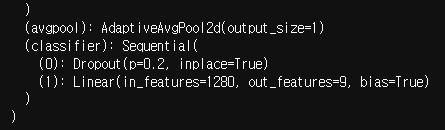 )
(avgpool): AdaptiveAvgPool2d(output_size=1)
(classifier): Sequential(
(0): Dropout(p=0.2, inplace=True)
(1): Linear(in_features=1280, out_features=9, bias=True)
)
)